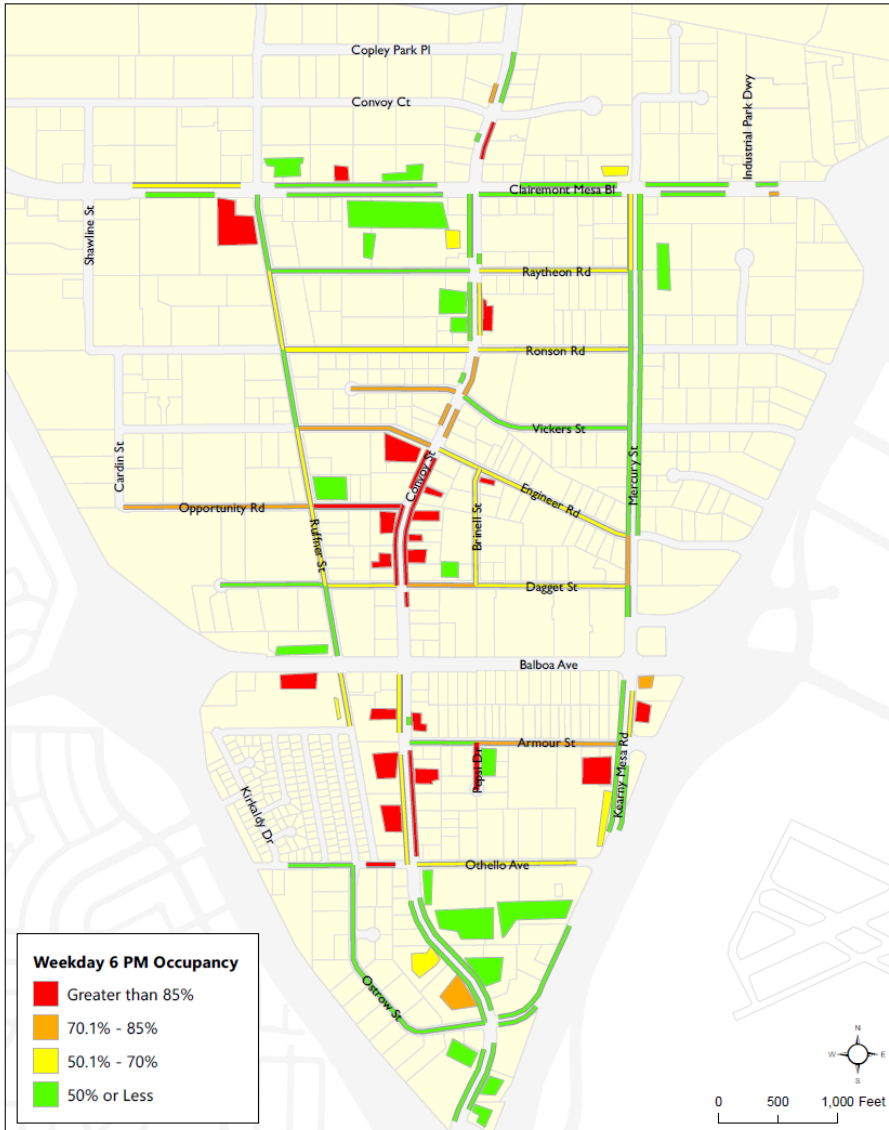 Copley Park Pl
Convoy Ct
Industrial Park Dwy
Clairemont Mesa Bl
Shawline St
Raytheon Rd
Ronson Rd
Vickers St
Cardin St
Convoy St
Mercury St
Engineer Rd
Opportunity Rd
Ruffner St
Brinell St
Dagget St
Balboa Ave
Armour St
Pepsi Dr
Kearny Mesa Rd
Kirkaldy Dr
Othello Ave
Ostrow St
Weekday 6 PM Occupancy
Greater than 85%
70.1% - 85%
50.1% - 70%
50% or Less
N
W E
S
0 500 1,000 Feet